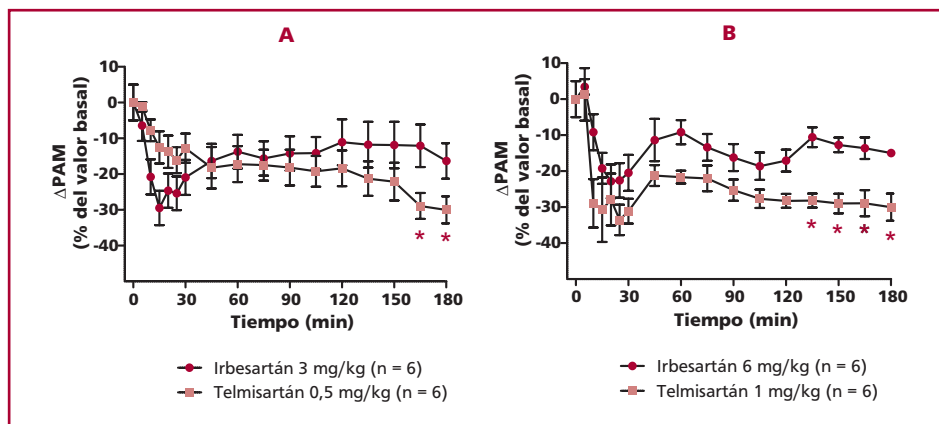 A
ΔPAM
(% del valor basal)
10
0
-10
-20
-30
-40
* *
0 30 60 90 120 150 180
Tiempo (min)
Irbesartán 3 mg/kg (n = 6)
Telmisartán 0,5 mg/kg (n = 6)
B
ΔPAM
(% del valor basal)
10
0
-10
-20
-30
-40
* * * *
0 30 60 90 120 150 180
Tiempo (min)
Irbesartán 6 mg/kg (n = 6)
Telmisartán 1 mg/kg (n = 6)